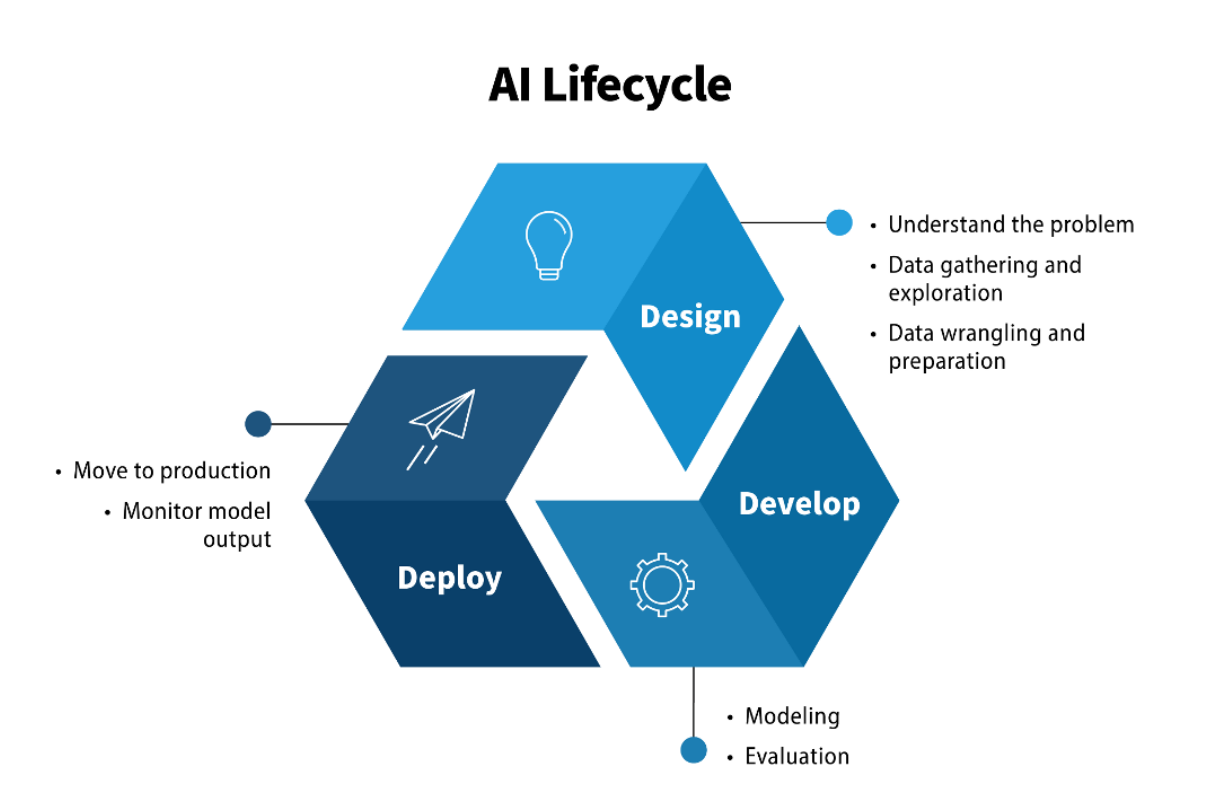 AI Lifecycle
Design
• Understand the problem
• Data gathering and
exploration
• Data wrangling and
preparation
Develop
• Modeling
• Evaluation
Deploy
• Move to production
• Monitor model
output